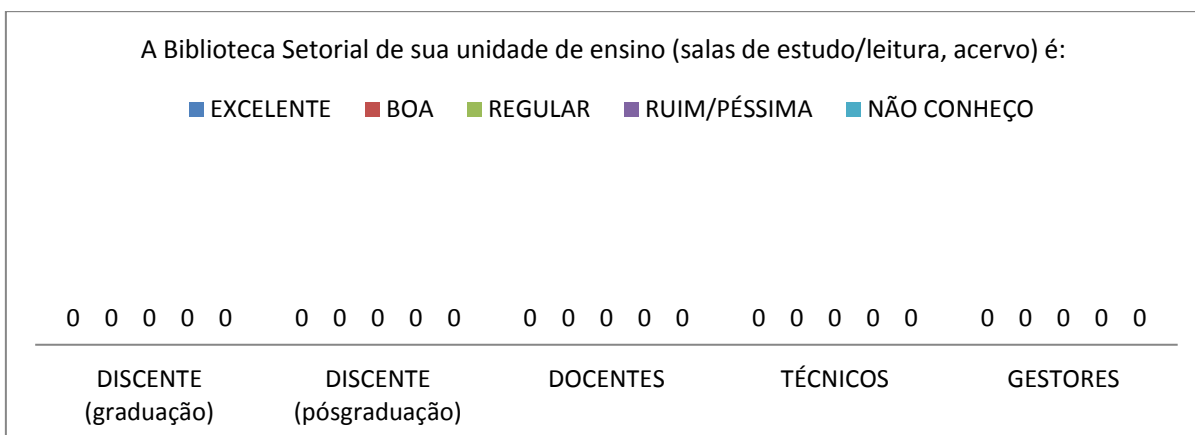 A Biblioteca Setorial de sua unidade de ensino (salas de estudo/leitura, acervo) é:
EXCELENTE BOA REGULAR RUIM/PÉSSIMA NÃO CONHEÇO
0 0 0 0 0 0 0 0 0 0 0 0 0 0 0 0 0 0 0 0 0 0 0 0 0
DISCENTE DISCENTE DOCENTES TÉCNICOS GESTORES
(graduação) (pósgraduação)